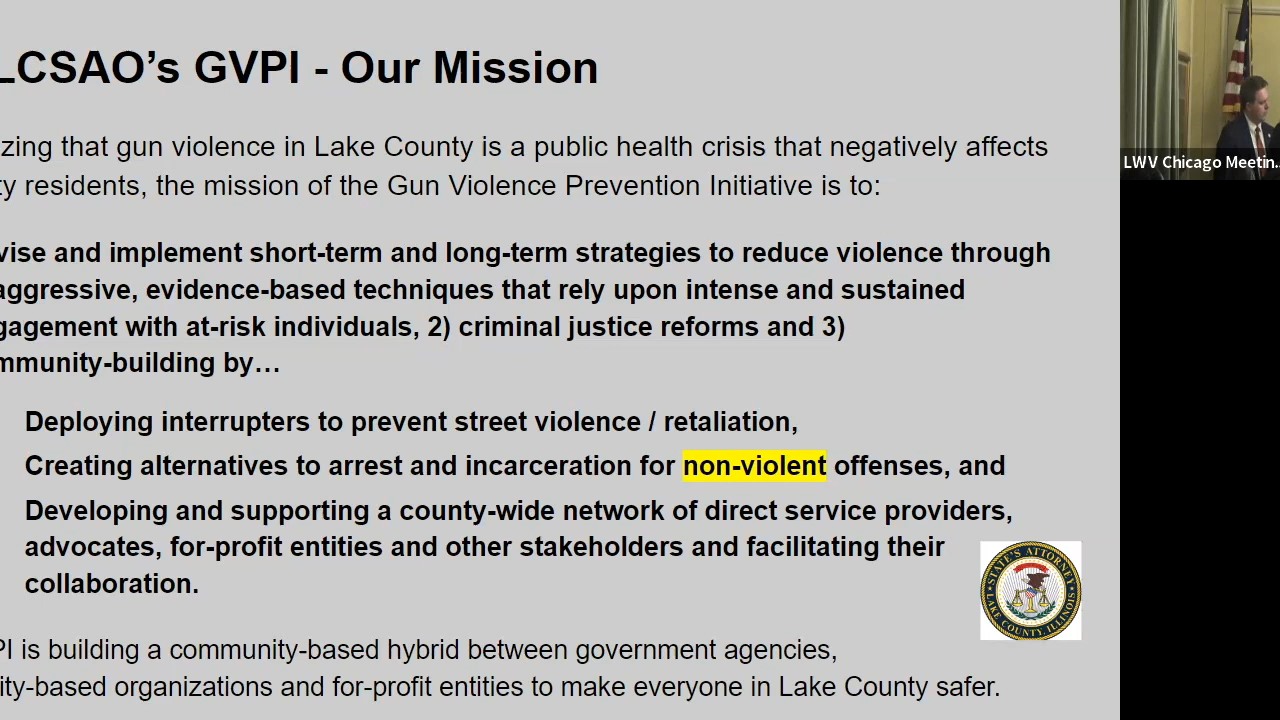 LCSAO’s GVPI - Our Mission
zing that gun violence in Lake County is a public health crisis that negatively affects
ty residents, the mission of the Gun Violence Prevention Initiative is to:
vise and implement short-term and long-term strategies to reduce violence through
aggressive, evidence-based techniques that rely upon intense and sustained
gagement with at-risk individuals, 2) criminal justice reforms and 3)
mmunity-building by…
Deploying interrupters to prevent street violence / retaliation,
Creating alternatives to arrest and incarceration for non-violent offenses, and
Developing and supporting a county-wide network of direct service providers,
advocates, for-profit entities and other stakeholders and facilitating their
collaboration.
PI is building a community-based hybrid between government agencies,
ity-based organizations and for-profit entities to make everyone in Lake County safer.
STATE'S ATTORNEY
LAKE COUNTY, ILLINOIS
LWV Chicago Meetin...